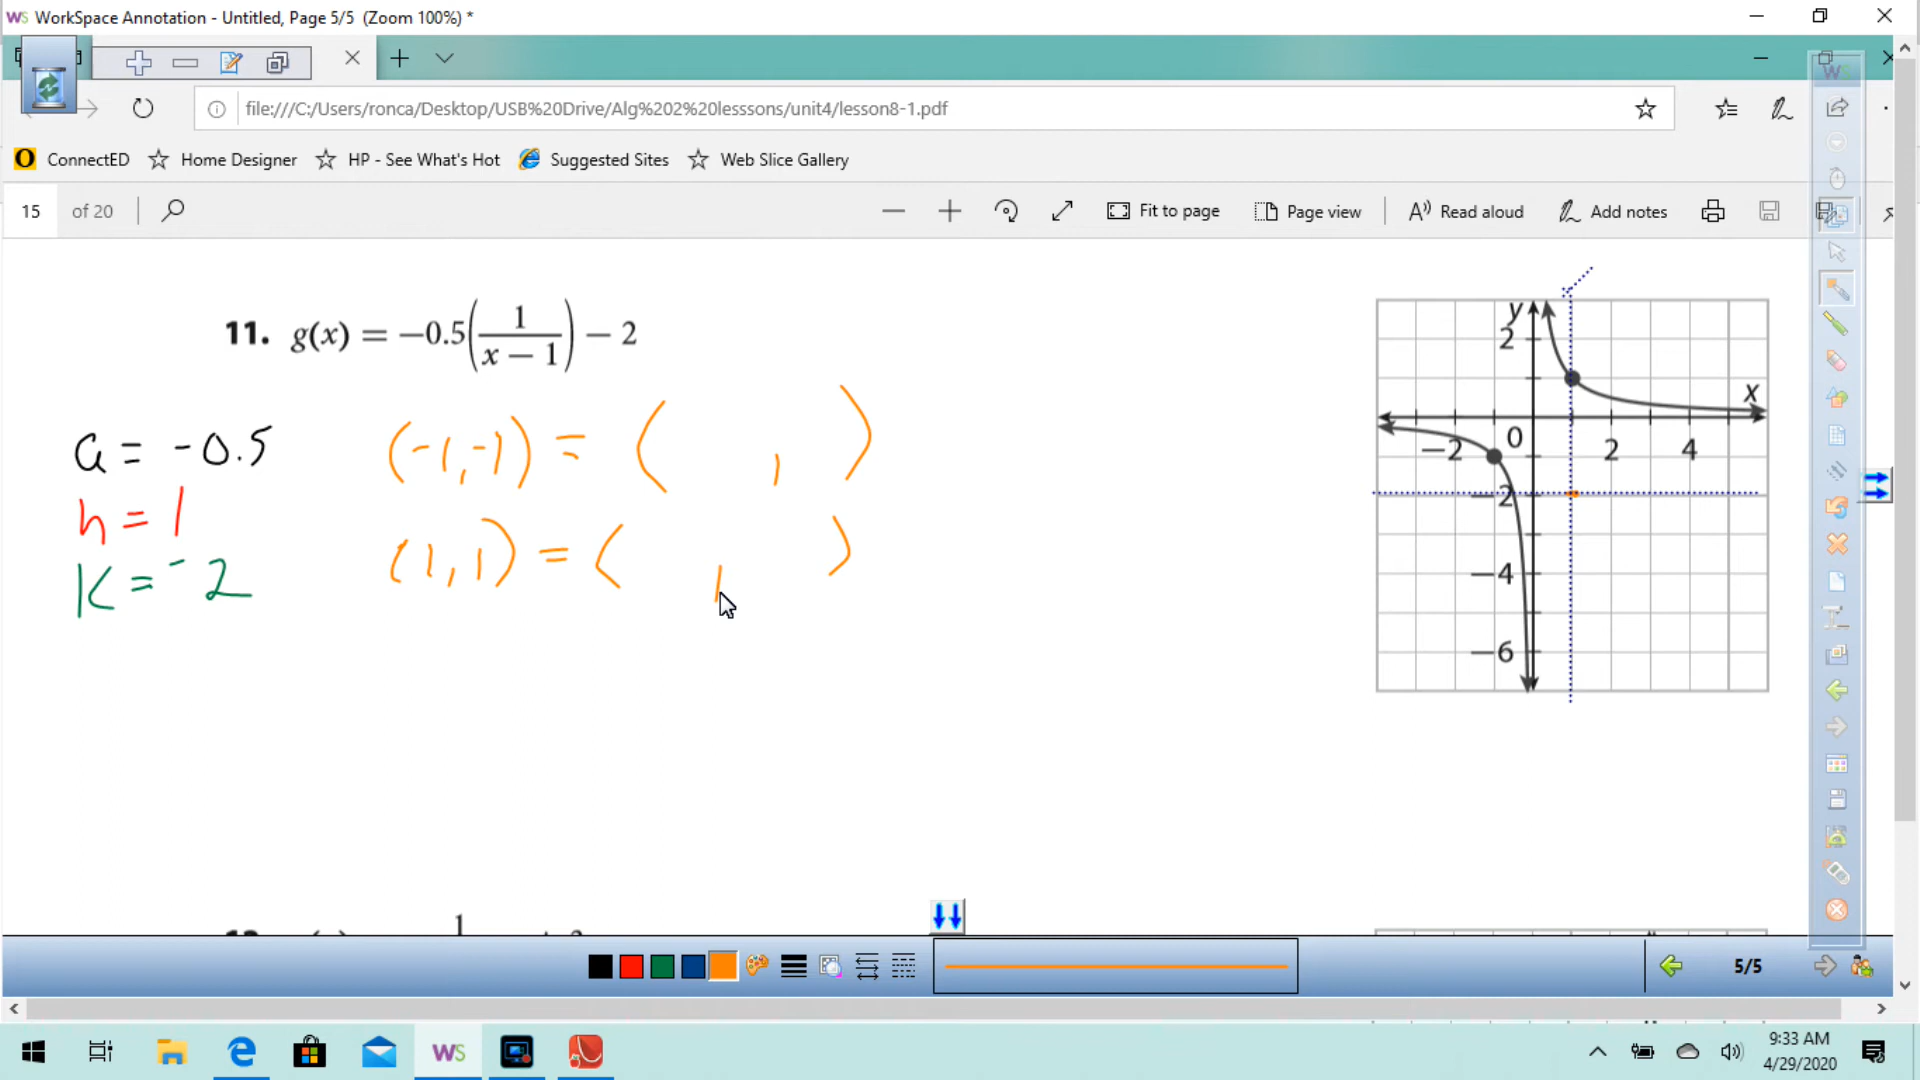 WS WorkSpace Annotation - Untitled, Page 5/5 (Zoom 100%) *
file:///C:/Users/ronca/Desktop/USB%20Drive/Alg%202%20lesssons/unit4/lesson8-1.pdf
ConnectED Home Designer HP - See What's Hot Suggested Sites Web Slice Gallery
15 of 20 Fit to page Page view Read aloud Add notes
11. g(x) = −0.5(1/(x − 1)) − 2
a = -0.5
h = 1
K = -2
(-1,-1) = ( , )
(1,1) = ( , )
y
2
x
−2 0 2 4
−2
−4
−6
5/5
WS
9:33 AM
4/29/2020